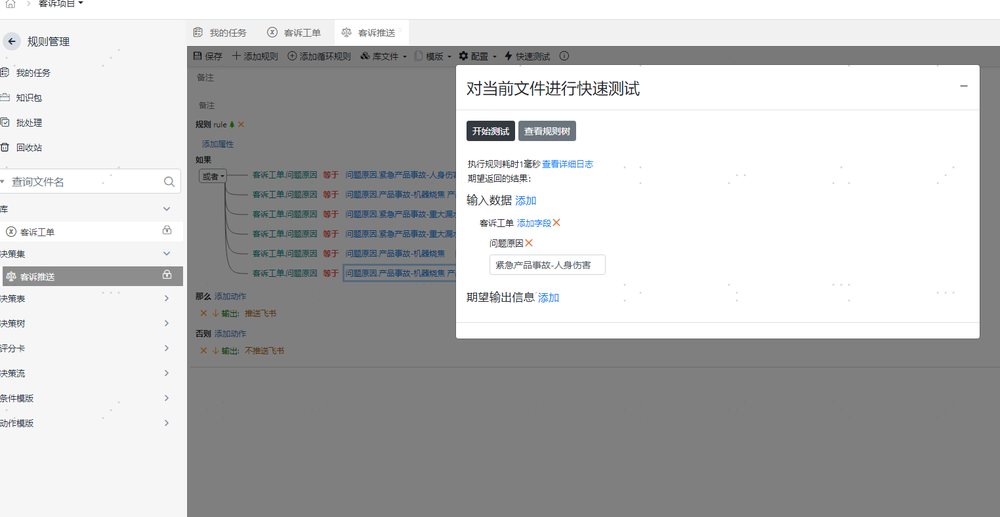 客诉项目
规则管理
我的任务
知识包
批处理
回收站
查询文件名
库
客诉工单
决策集
客诉推送
决策表
决策树
评分卡
决策流
条件模版
动作模版
我的任务 客诉工单 客诉推送
保存 添加规则 添加循环规则 库文件 模版 配置 快速测试
备注
备注
规则 rule
添加属性
如果
或者
客诉工单.问题原因 等于 问题原因.紧急产品事故-人身伤害
客诉工单.问题原因 等于 问题原因.产品事故-机器烧焦 产
客诉工单.问题原因 等于 问题原因.紧急产品事故-重大漏水
客诉工单.问题原因 等于 问题原因.紧急产品事故-重大漏水
客诉工单.问题原因 等于 问题原因.产品事故-机器烧焦
客诉工单.问题原因 等于 问题原因.产品事故-机器烧焦 产
那么 添加动作
输出: 推送飞书
否则 添加动作
输出: 不推送飞书
对当前文件进行快速测试
开始测试 查看规则树
执行规则耗时1毫秒 查看详细日志
期望返回的结果:
输入数据 添加
客诉工单 添加字段
问题原因
紧急产品事故-人身伤害
期望输出信息 添加